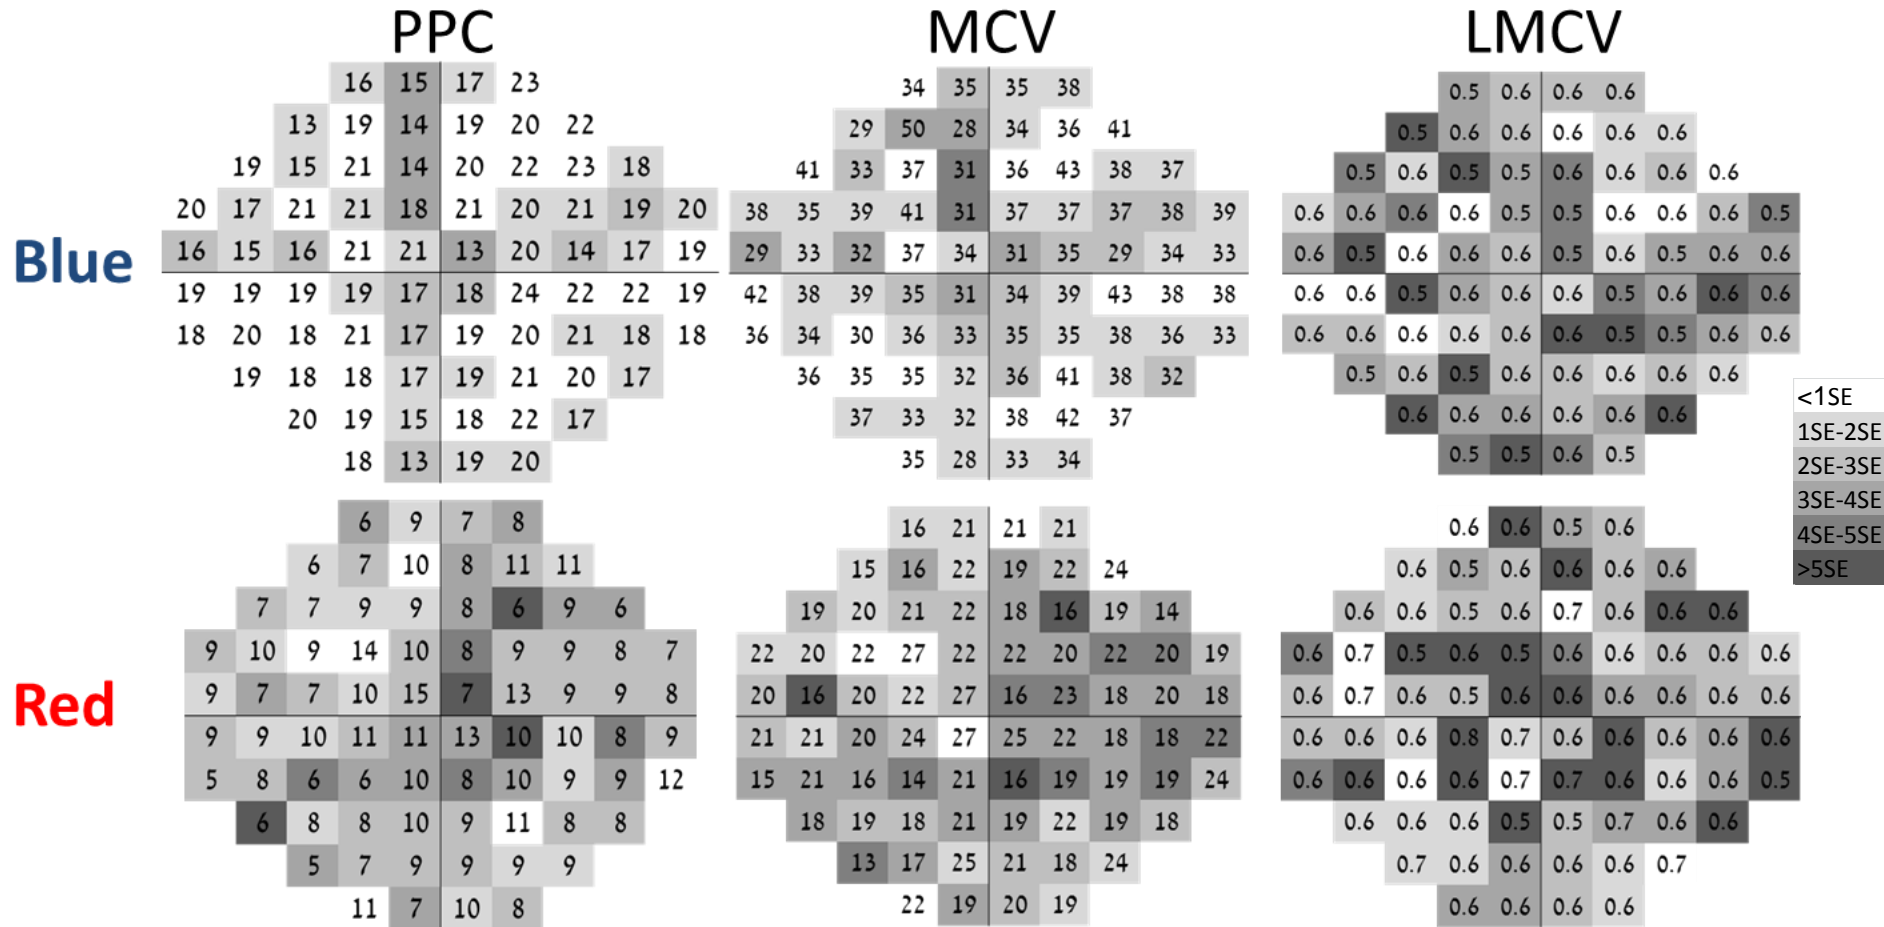 PPC MCV LMCV
Blue
16 15 17 23
13 19 14 19 20 22
19 15 21 14 20 22 23 18
20 17 21 21 18 21 20 21 19 20
16 15 16 21 21 13 20 14 17 19
19 19 19 19 17 18 24 22 22 19
18 20 18 21 17 19 20 21 18 18
19 18 18 17 19 21 20 17
20 19 15 18 22 17
18 13 19 20
34 35 35 38
29 50 28 34 36 41
41 33 37 31 36 43 38 37
38 35 39 41 31 37 37 37 38 39
29 33 32 37 34 31 35 29 34 33
42 38 39 35 31 34 39 43 38 38
36 34 30 36 33 35 35 38 36 33
36 35 35 32 36 41 38 32
37 33 32 38 42 37
35 28 33 34
0.5 0.6 0.6 0.6
0.5 0.6 0.6 0.6 0.6 0.6
0.5 0.6 0.5 0.5 0.6 0.6 0.6 0.6
0.6 0.6 0.6 0.6 0.5 0.5 0.6 0.6 0.6 0.5
0.6 0.5 0.6 0.6 0.6 0.5 0.6 0.5 0.6 0.6
0.6 0.6 0.5 0.6 0.6 0.6 0.5 0.6 0.6 0.6
0.6 0.6 0.6 0.6 0.6 0.6 0.5 0.5 0.6 0.6
0.5 0.6 0.5 0.6 0.6 0.6 0.6 0.6
0.6 0.6 0.6 0.6 0.6 0.6
0.5 0.5 0.6 0.5
<1SE
1SE-2SE
2SE-3SE
3SE-4SE
4SE-5SE
>5SE
Red
6 9 7 8
6 7 10 8 11 11
7 7 9 9 8 6 9 6
9 10 9 14 10 8 9 9 8 7
9 7 7 10 15 7 13 9 9 8
9 9 10 11 11 13 10 10 8 9
5 8 6 6 10 8 10 9 9 12
6 8 8 10 9 11 8 8
5 7 9 9 9 9
11 7 10 8
16 21 21 21
15 16 22 19 22 24
19 20 21 22 18 16 19 14
22 20 22 27 22 22 20 22 20 19
20 16 20 22 27 16 23 18 20 18
21 21 20 24 27 25 22 18 18 22
15 21 16 14 21 16 19 19 19 24
18 19 18 21 19 22 19 18
13 17 25 21 18 24
22 19 20 19
0.6 0.6 0.5 0.6
0.6 0.5 0.6 0.6 0.6 0.6
0.6 0.6 0.5 0.6 0.7 0.6 0.6 0.6
0.6 0.7 0.5 0.6 0.5 0.6 0.6 0.6 0.6 0.6
0.6 0.7 0.6 0.5 0.6 0.6 0.6 0.6 0.6 0.6
0.6 0.6 0.6 0.8 0.7 0.6 0.6 0.6 0.6 0.6
0.6 0.6 0.6 0.6 0.7 0.7 0.6 0.6 0.6 0.5
0.6 0.6 0.6 0.5 0.5 0.7 0.6 0.6
0.7 0.6 0.6 0.6 0.6 0.7
0.6 0.6 0.6 0.6